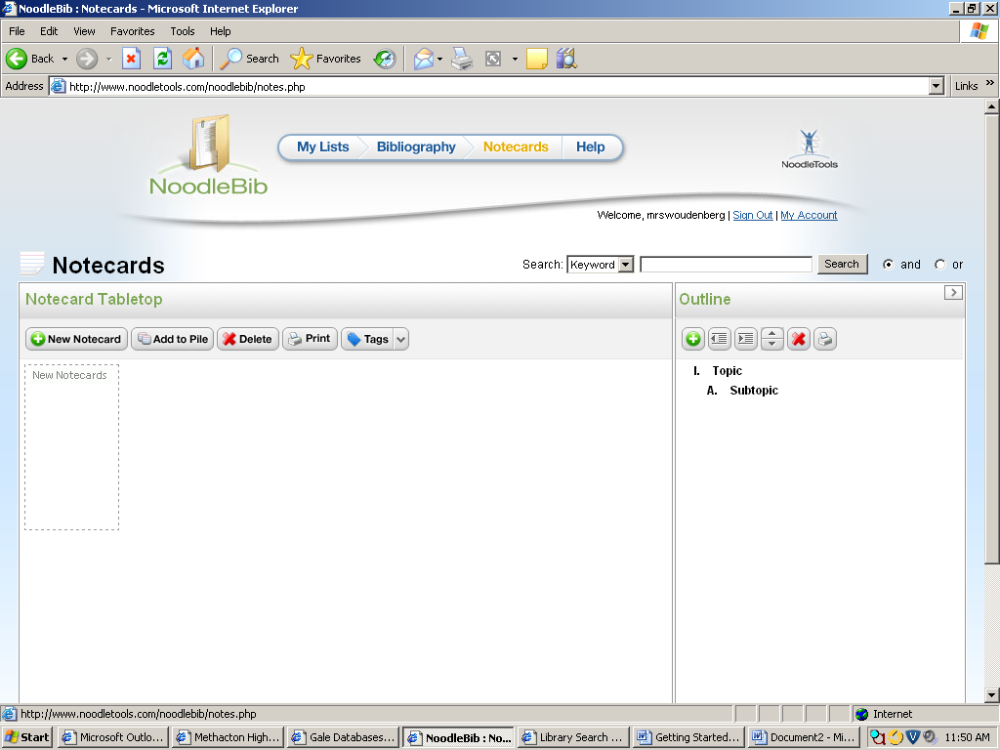 NoodleBib : Notecards - Microsoft Internet Explorer
File Edit View Favorites Tools Help
Back Search Favorites
Address http://www.noodletools.com/noodlebib/notes.php Links »
My Lists Bibliography Notecards Help
NoodleBib
NoodleTools
Welcome, mrswoudenberg | Sign Out | My Account
Notecards
Search: Keyword Search and or
Notecard Tabletop
Outline
New Notecard Add to Pile Delete Print Tags
New Notecards
I. Topic
A. Subtopic
http://www.noodletools.com/noodlebib/notes.php Internet
Start Microsoft Outlo... Methacton High... Gale Databases... NoodleBib : No... Library Search ... Getting Started... Document2 - Mi... 11:50 AM